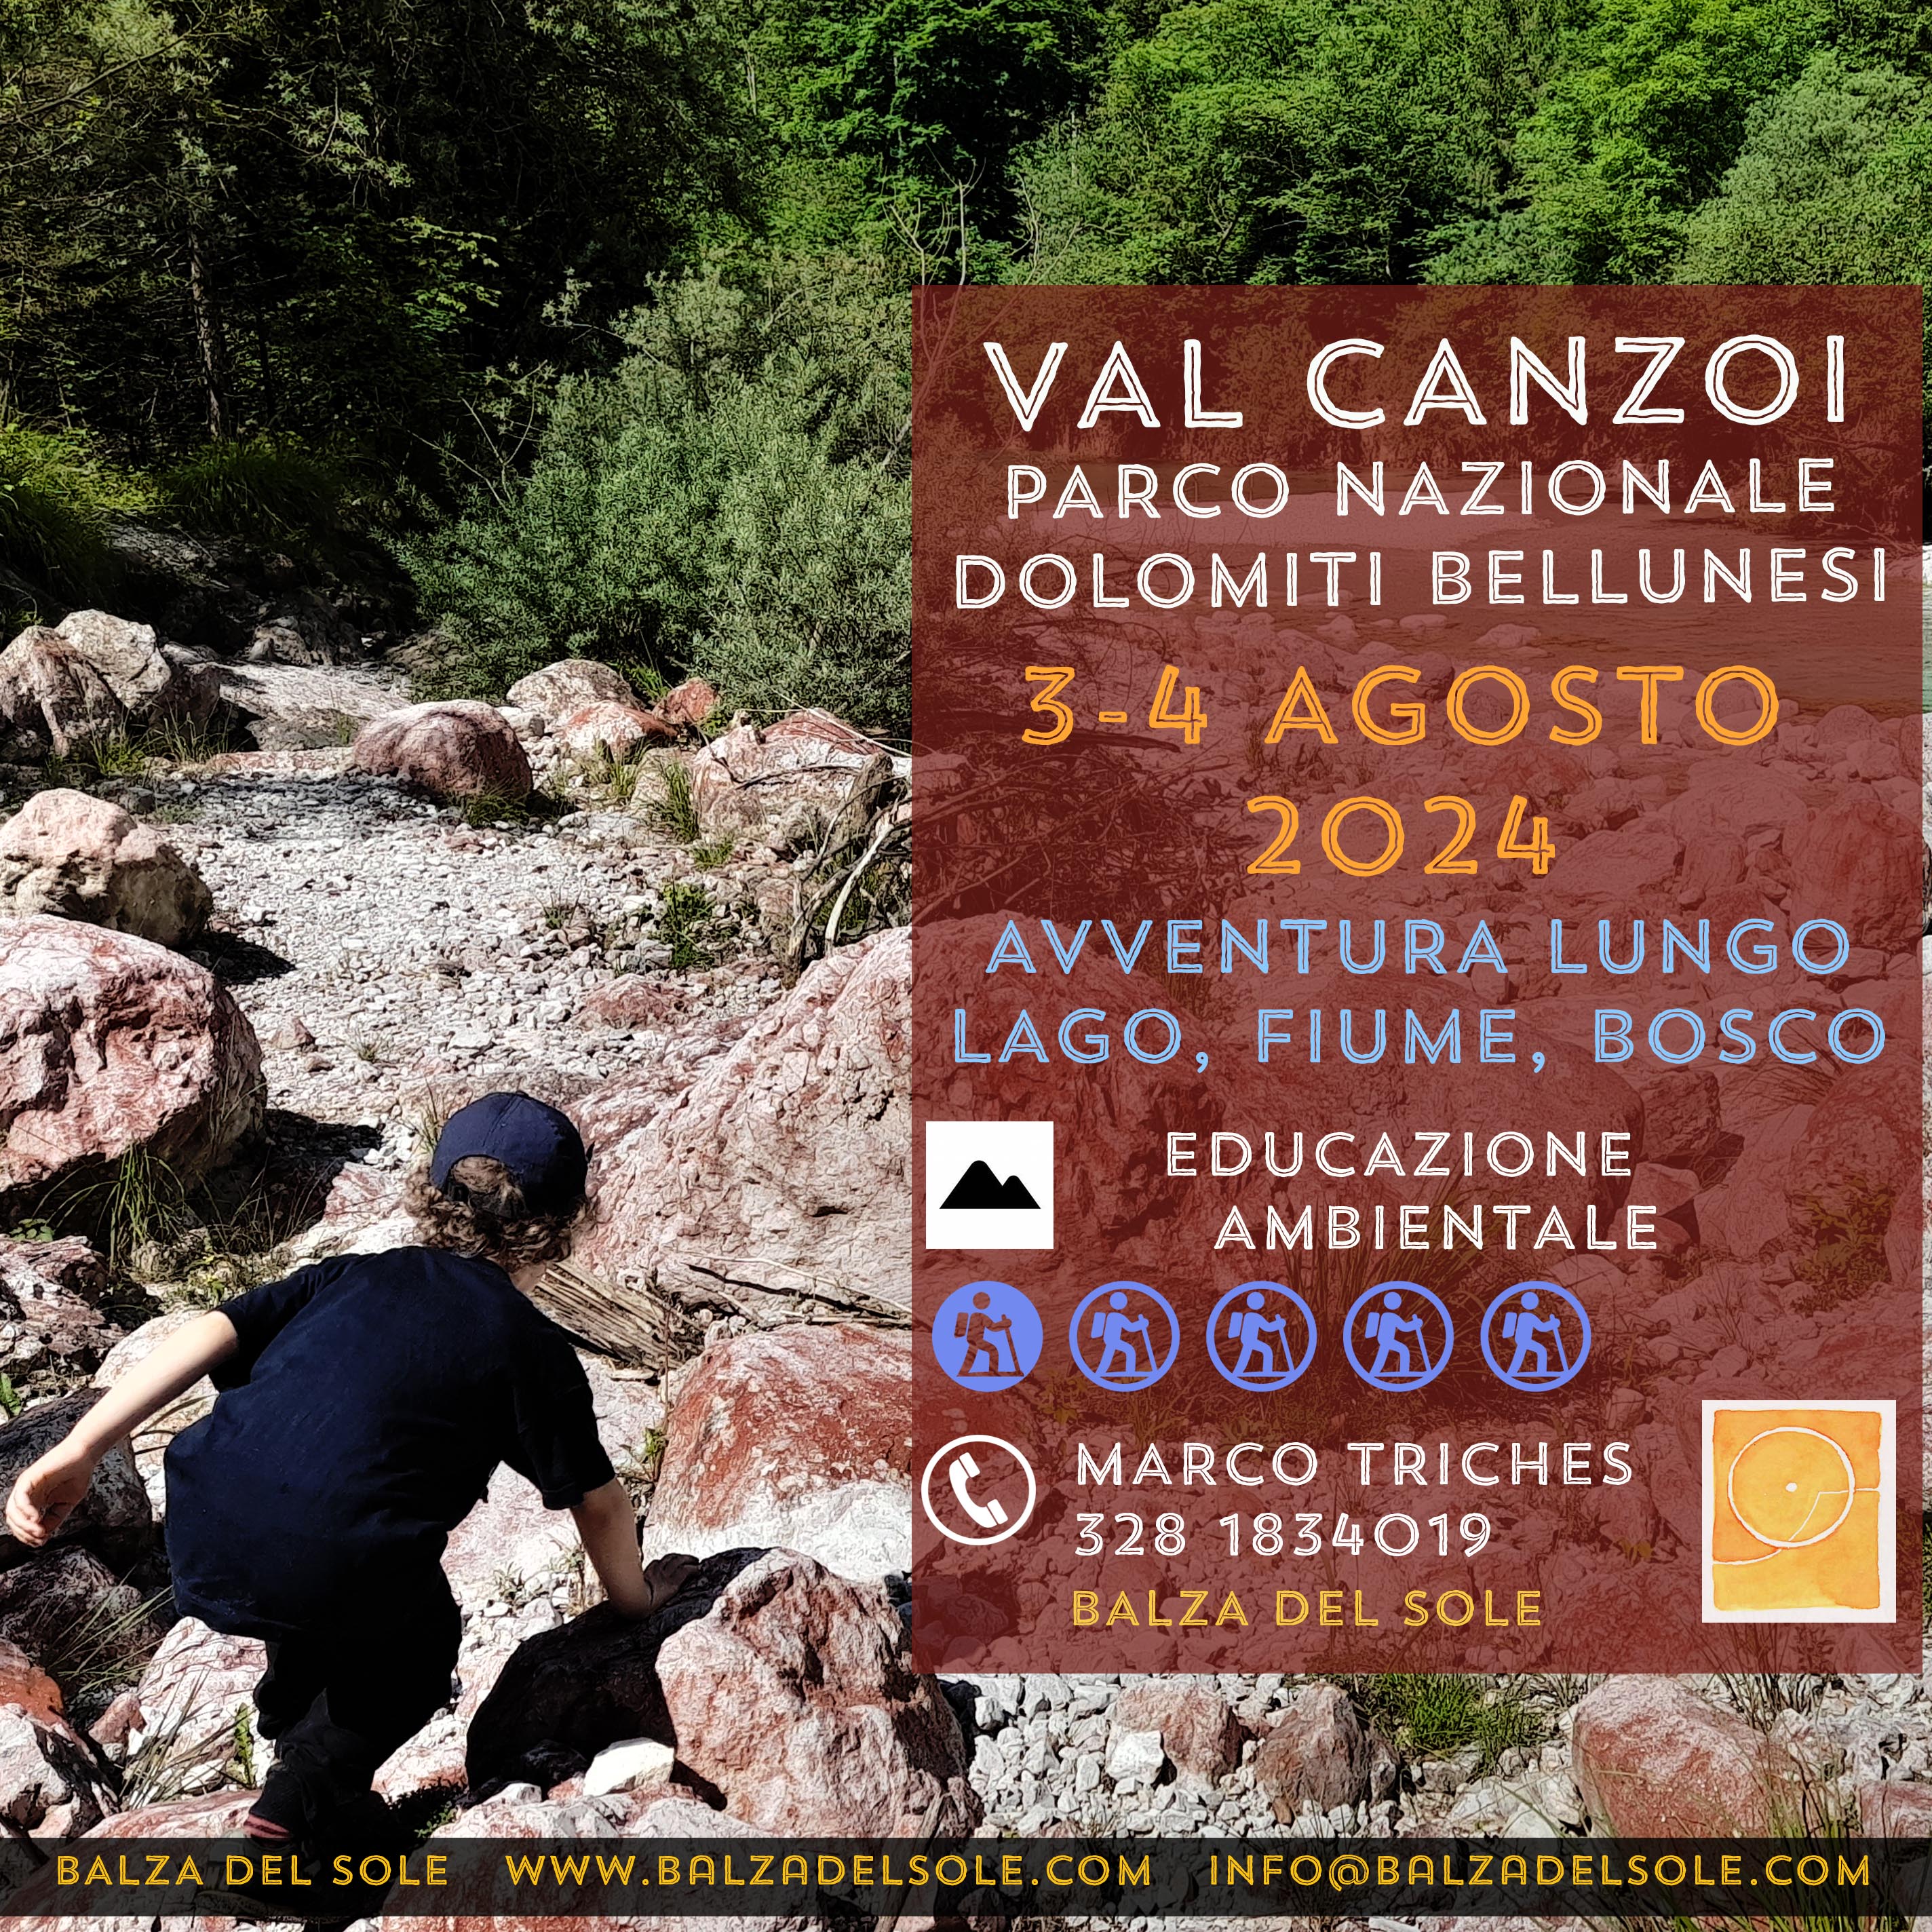 VAL CANZOI
PARCO NAZIONALE
DOLOMITI BELLUNESI
3-4 AGOSTO
2024
AVVENTURA LUNGO
LAGO, FIUME, BOSCO
EDUCAZIONE
AMBIENTALE
MARCO TRICHES
328 1834019
BALZA DEL SOLE
BALZA DEL SOLE WWW.BALZADELSOLE.COM INFO@BALZADELSOLE.COM